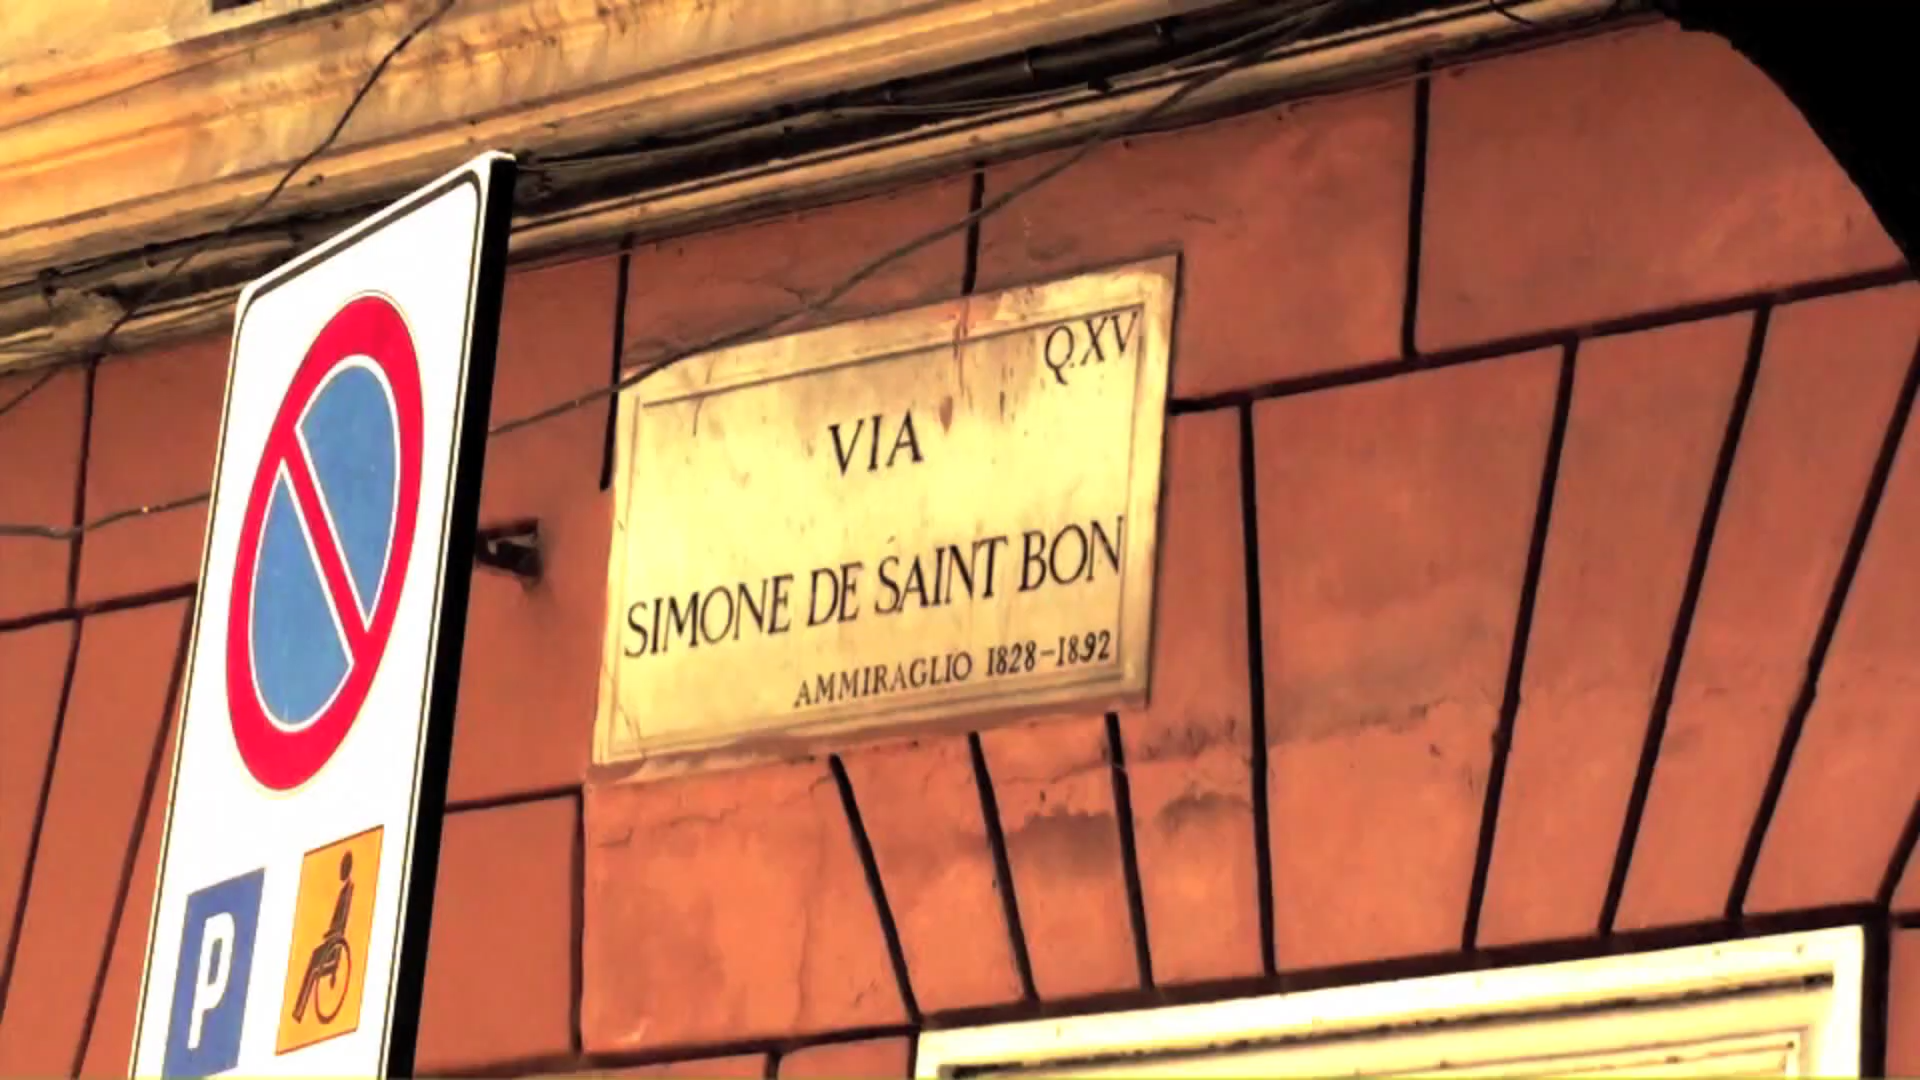 Q.XV
VIA
SIMONE DE SAINT BON
AMMIRAGLIO 1828-1892
P